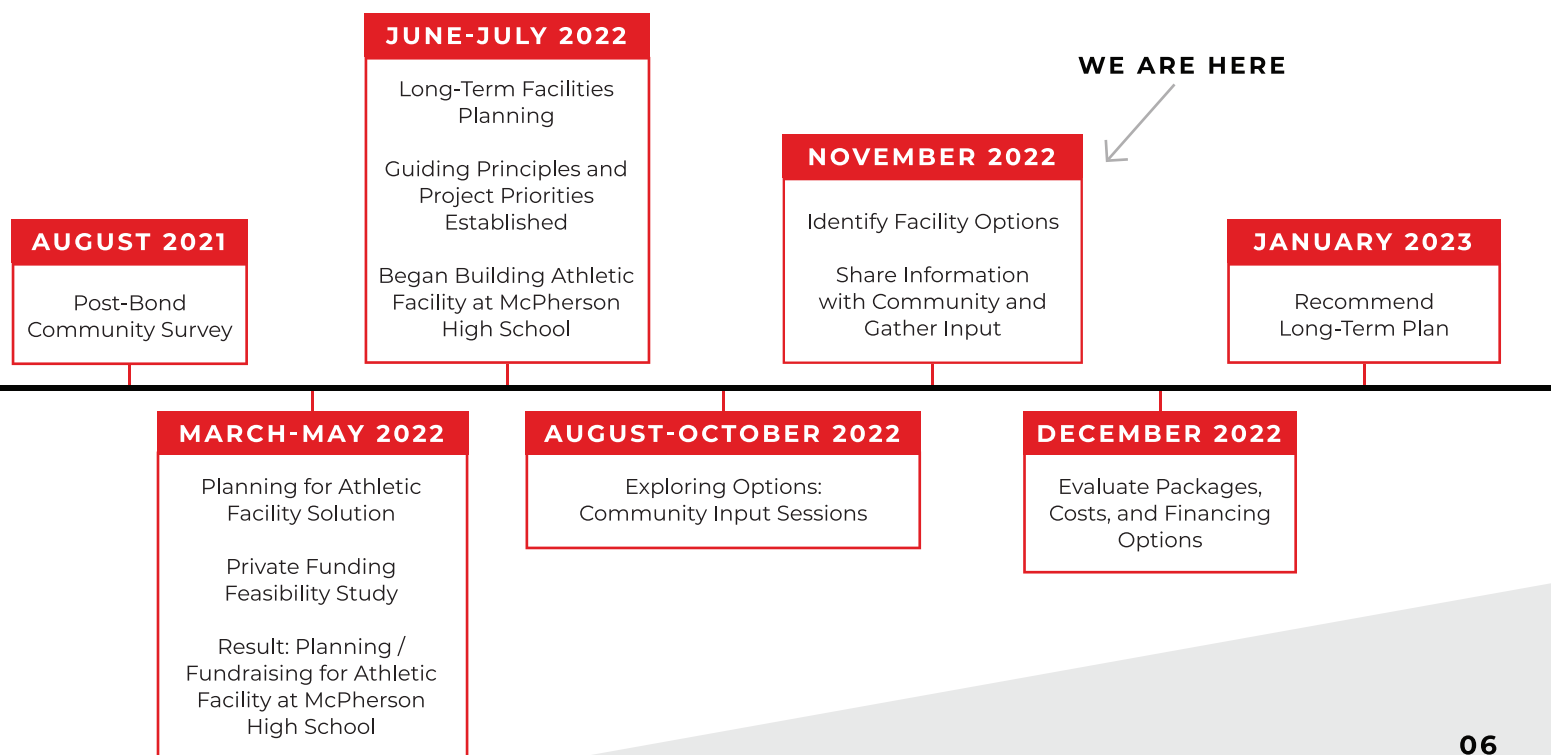 JUNE-JULY 2022
Long-Term Facilities
Planning
Guiding Principles and
Project Priorities
Established
Began Building Athletic
Facility at McPherson
High School
WE ARE HERE
NOVEMBER 2022
Identify Facility Options
Share Information
with Community and
Gather Input
AUGUST 2021
Post-Bond
Community Survey
JANUARY 2023
Recommend
Long-Term Plan
MARCH-MAY 2022
Planning for Athletic
Facility Solution
Private Funding
Feasibility Study
Result: Planning /
Fundraising for Athletic
Facility at McPherson
High School
AUGUST-OCTOBER 2022
Exploring Options:
Community Input Sessions
DECEMBER 2022
Evaluate Packages,
Costs, and Financing
Options
06